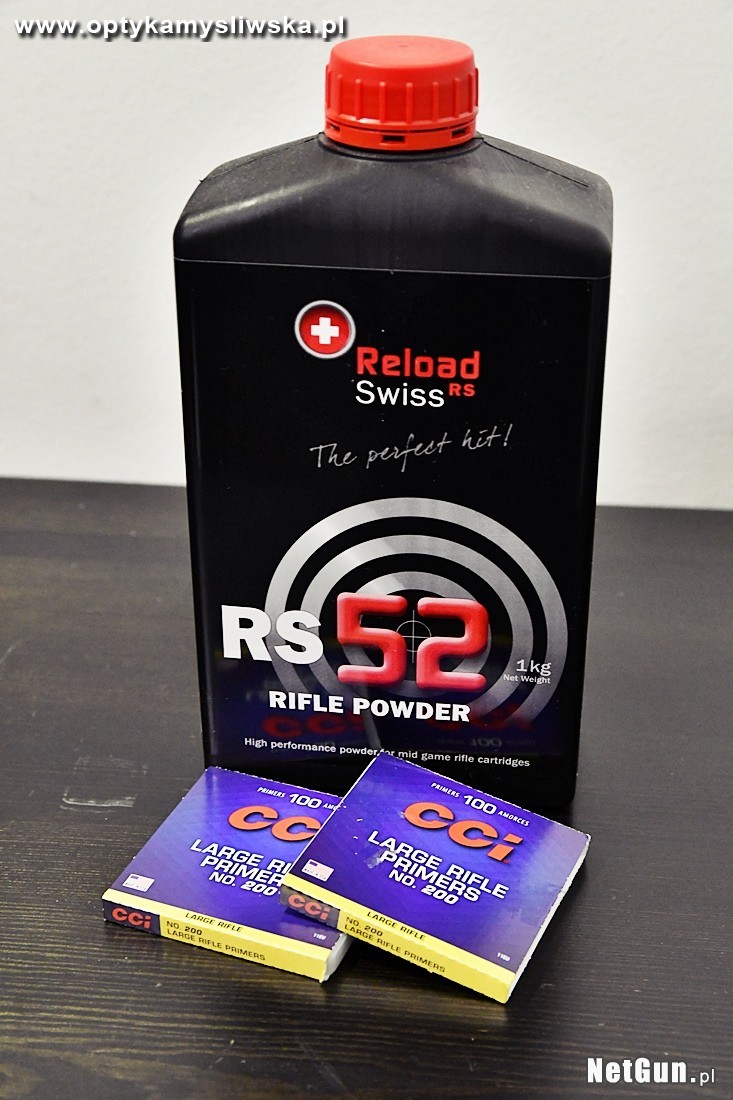 www.optykamysliwska.pl
Reload
Swiss RS
The perfect hit!
RS 52
1kg
Net Weight
RIFLE POWDER
High performance powder for mid game rifle cartridges
PRIMERS 100 AMORCES
CCI
LARGE RIFLE
PRIMERS
NO. 200
CCI
LARGE RIFLE
NO. 200
LARGE RIFLE PRIMERS
PRIMERS 100 AMORCES
CCI
LARGE RIFLE
PRIMERS
NO. 200
CCI
LARGE RIFLE
NO. 200
LARGE RIFLE PRIMERS
NetGun.pl